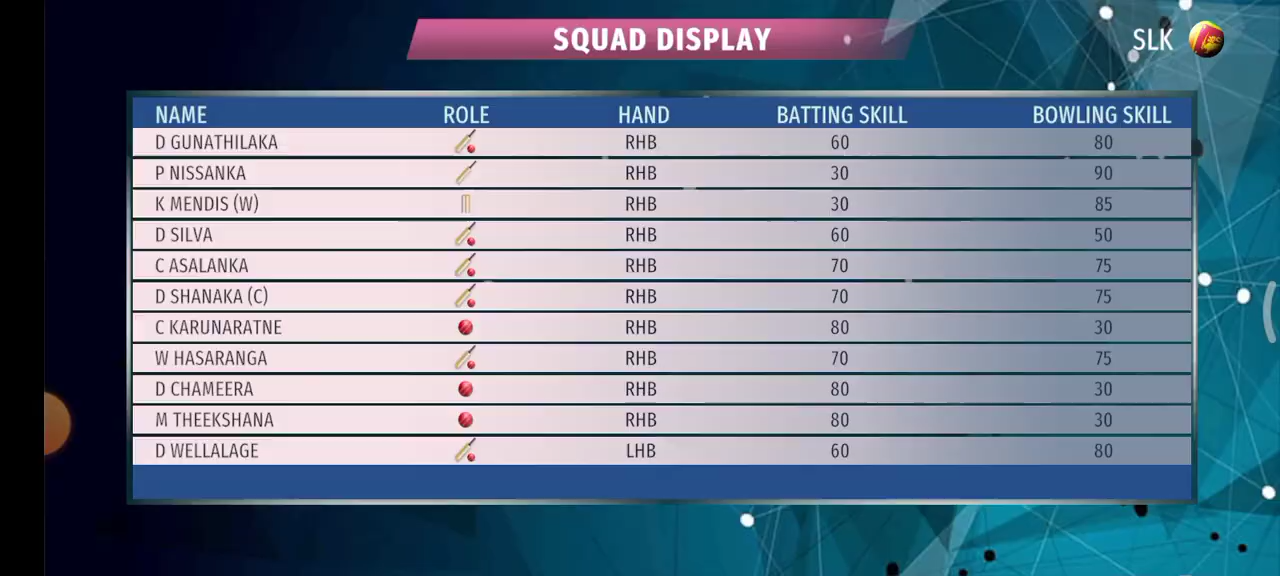 SQUAD DISPLAY
SLK
NAME ROLE HAND BATTING SKILL BOWLING SKILL
D GUNATHILAKA RHB 60 80
P NISSANKA RHB 30 90
K MENDIS (W) RHB 30 85
D SILVA RHB 60 50
C ASALANKA RHB 70 75
D SHANAKA (C) RHB 70 75
C KARUNARATNE RHB 80 30
W HASARANGA RHB 70 75
D CHAMEERA RHB 80 30
M THEEKSHANA RHB 80 30
D WELLALAGE LHB 60 80